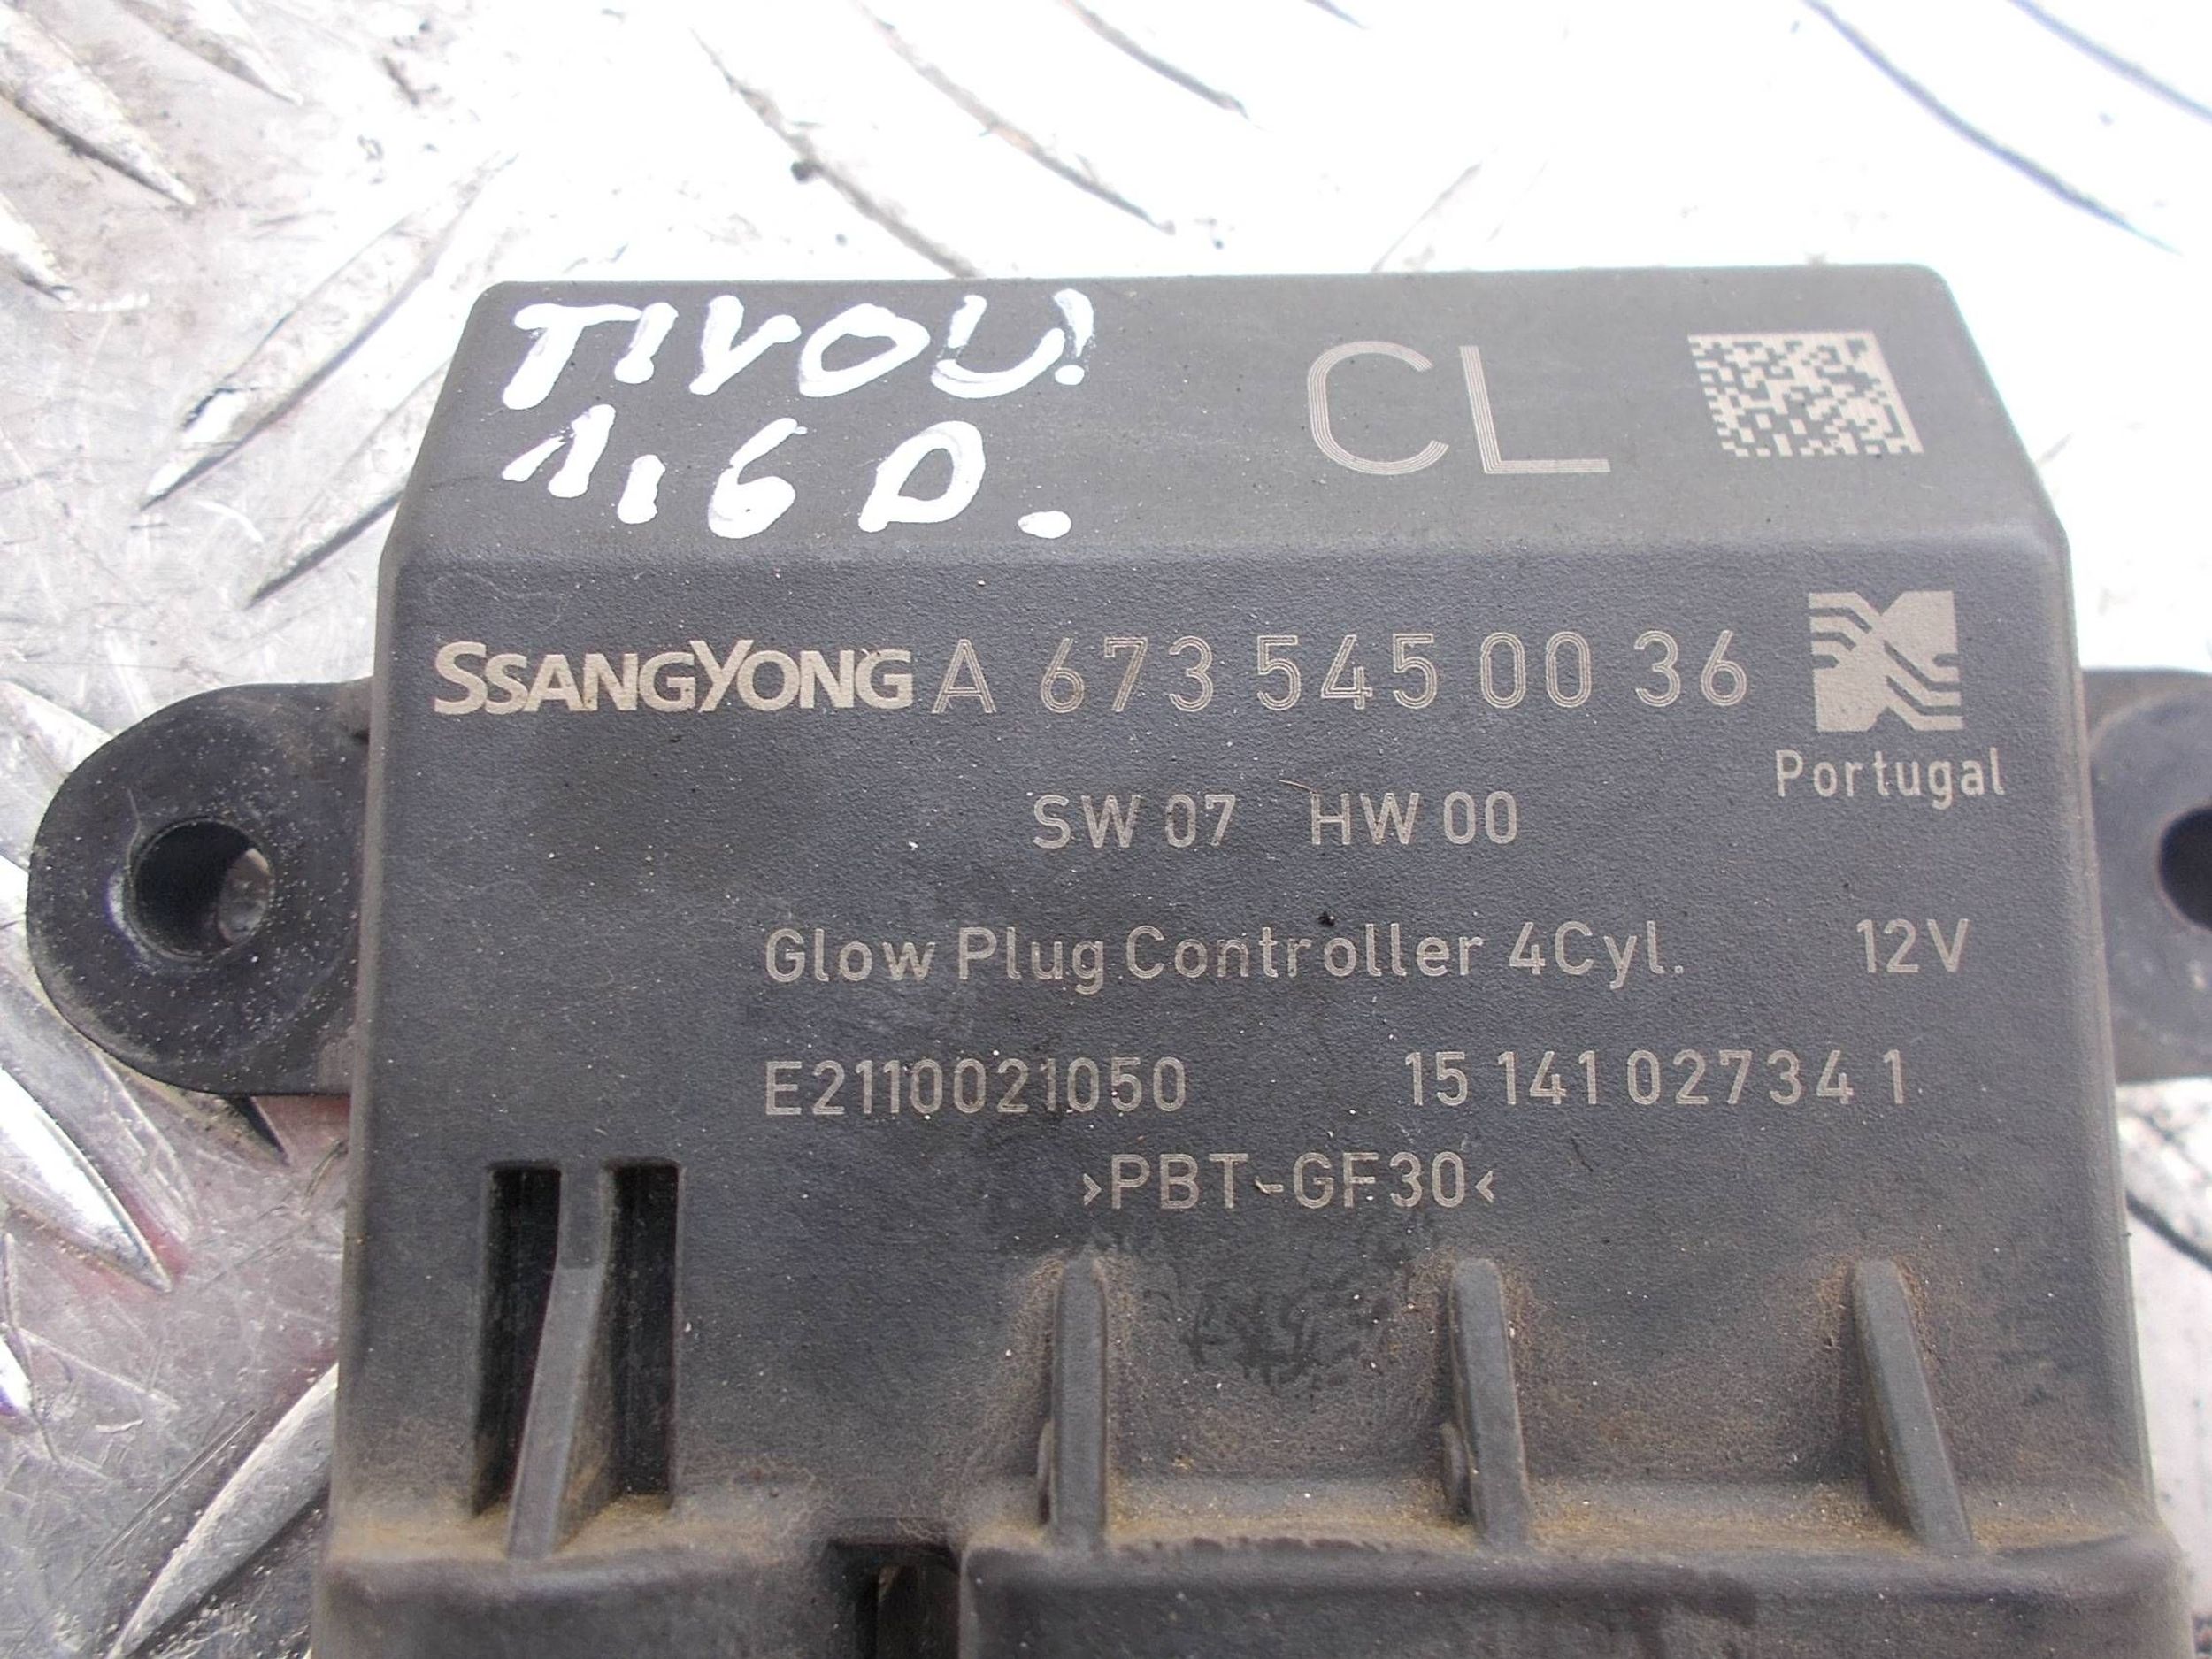 TIVOLI
1,6 D.
CL
SSANGYONG A 673 545 00 36
Portugal
SW 07 HW 00
Glow Plug Controller 4Cyl. 12V
E2110021050 15 141 02734 1
>PBT-GF30<